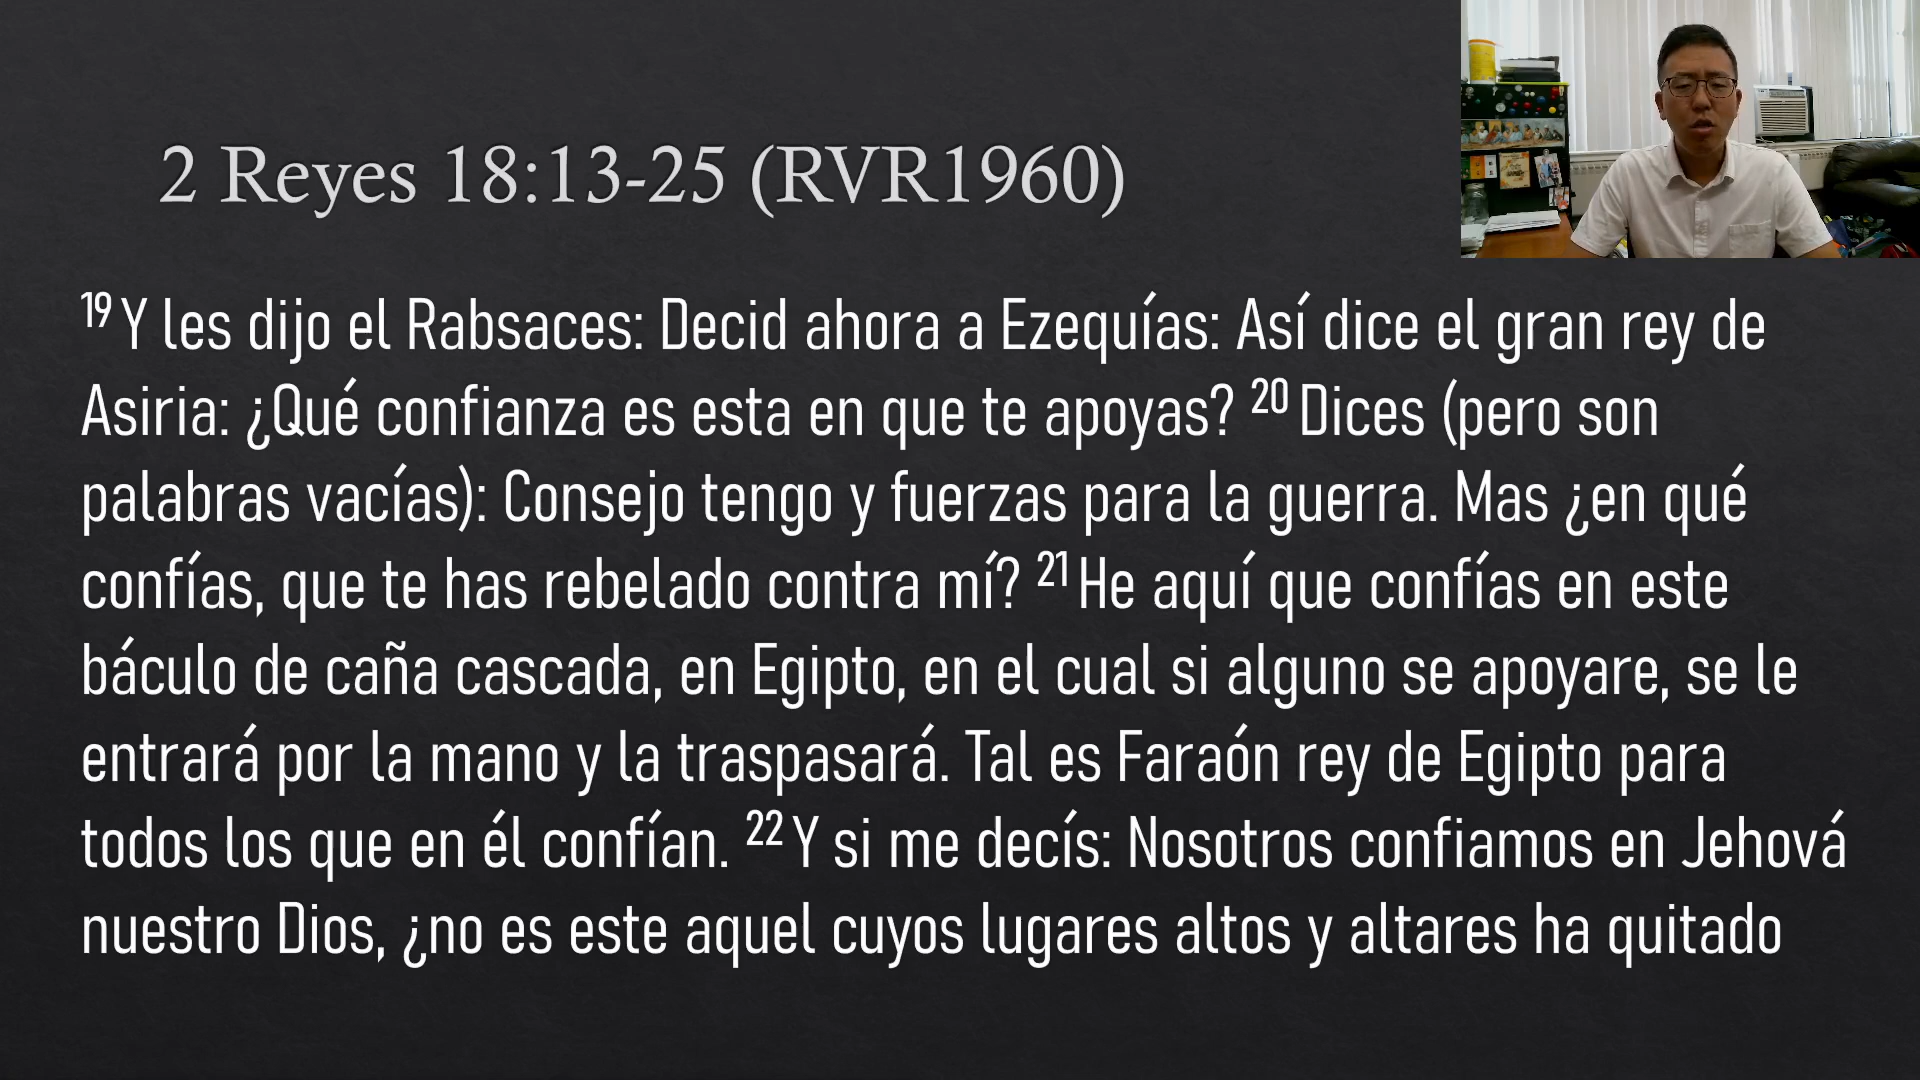 2 Reyes 18:13-25 (RVR1960)
19 Y les dijo el Rabsaces: Decid ahora a Ezequías: Así dice el gran rey de
Asiria: ¿Qué confianza es esta en que te apoyas? 20 Dices (pero son
palabras vacías): Consejo tengo y fuerzas para la guerra. Mas ¿en qué
confías, que te has rebelado contra mí? 21 He aquí que confías en este
báculo de caña cascada, en Egipto, en el cual si alguno se apoyare, se le
entrará por la mano y la traspasará. Tal es Faraón rey de Egipto para
todos los que en él confían. 22 Y si me decís: Nosotros confiamos en Jehová
nuestro Dios, ¿no es este aquel cuyos lugares altos y altares ha quitado